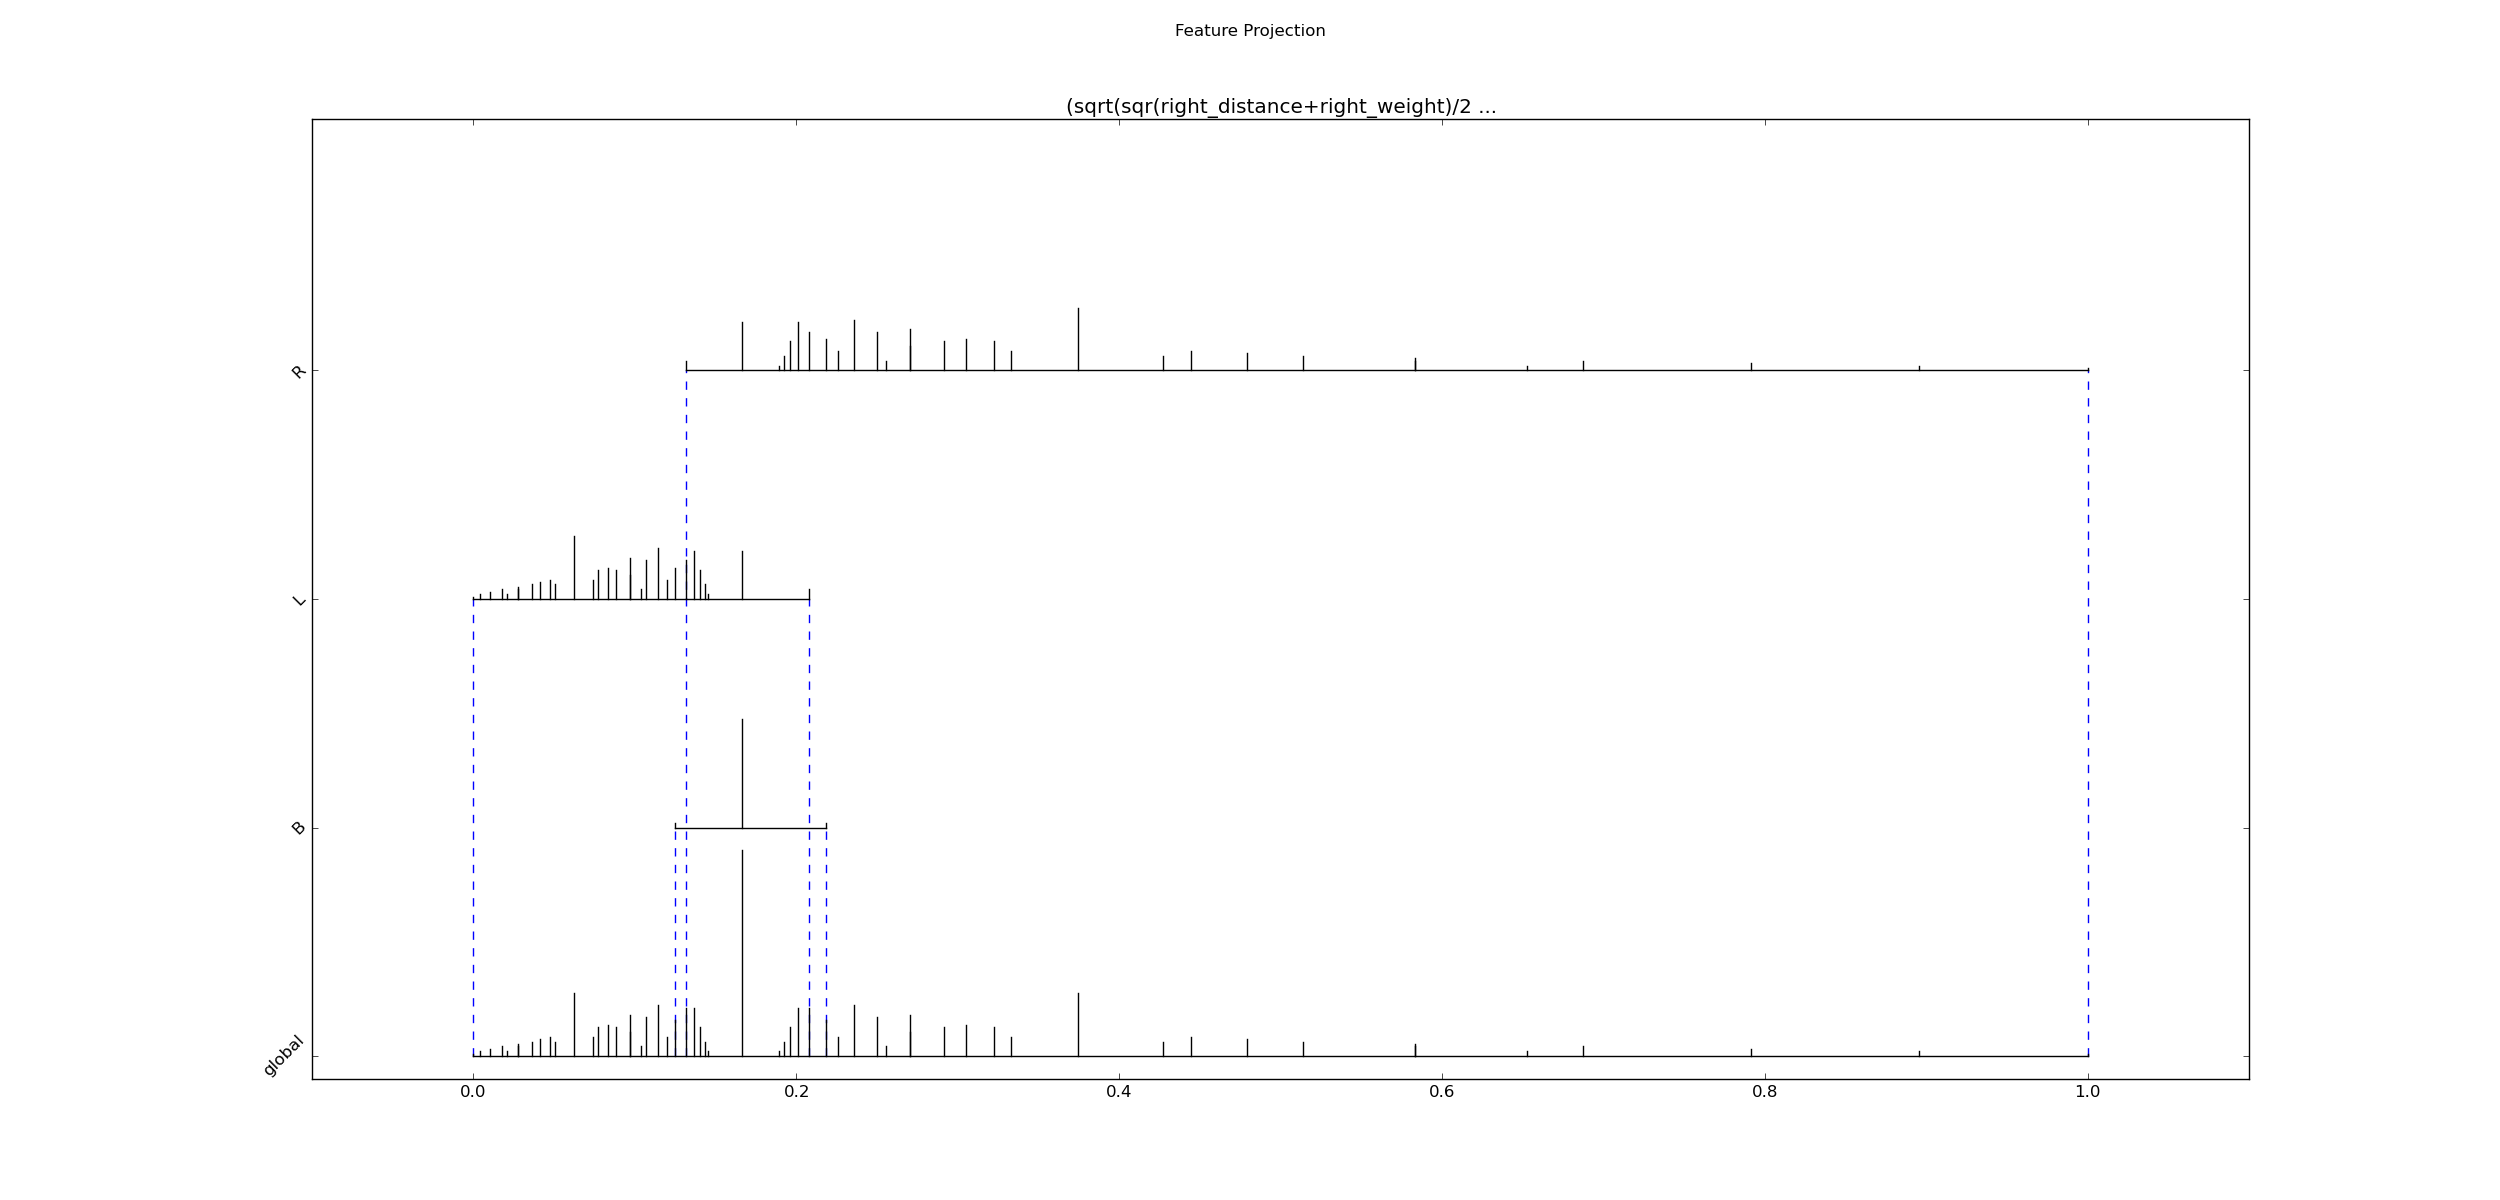 Feature Projection
(sqrt(sqr(right_distance+right_weight)/2 ...
R
L
B
global
0.0 0.2 0.4 0.6 0.8 1.0